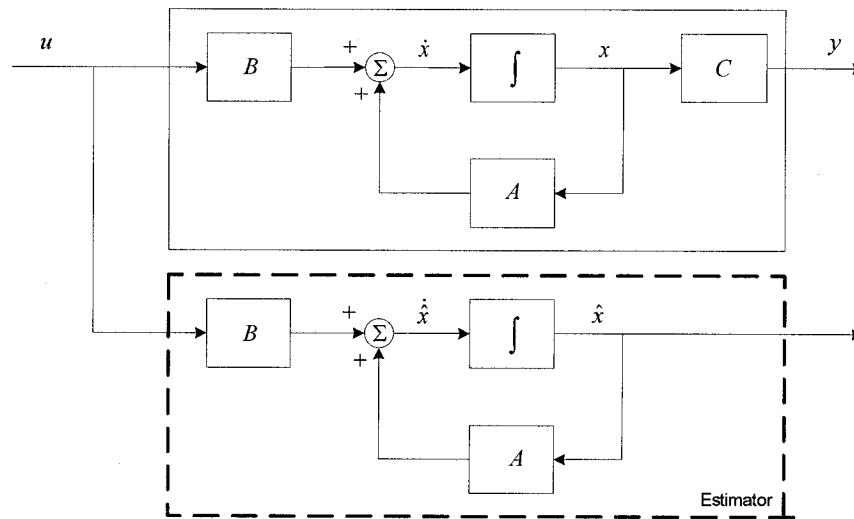 u
B
+
Σ
+
ẋ
∫
x
C
y
A
B
+
Σ
+
x̂̇
∫
x̂
A
Estimator